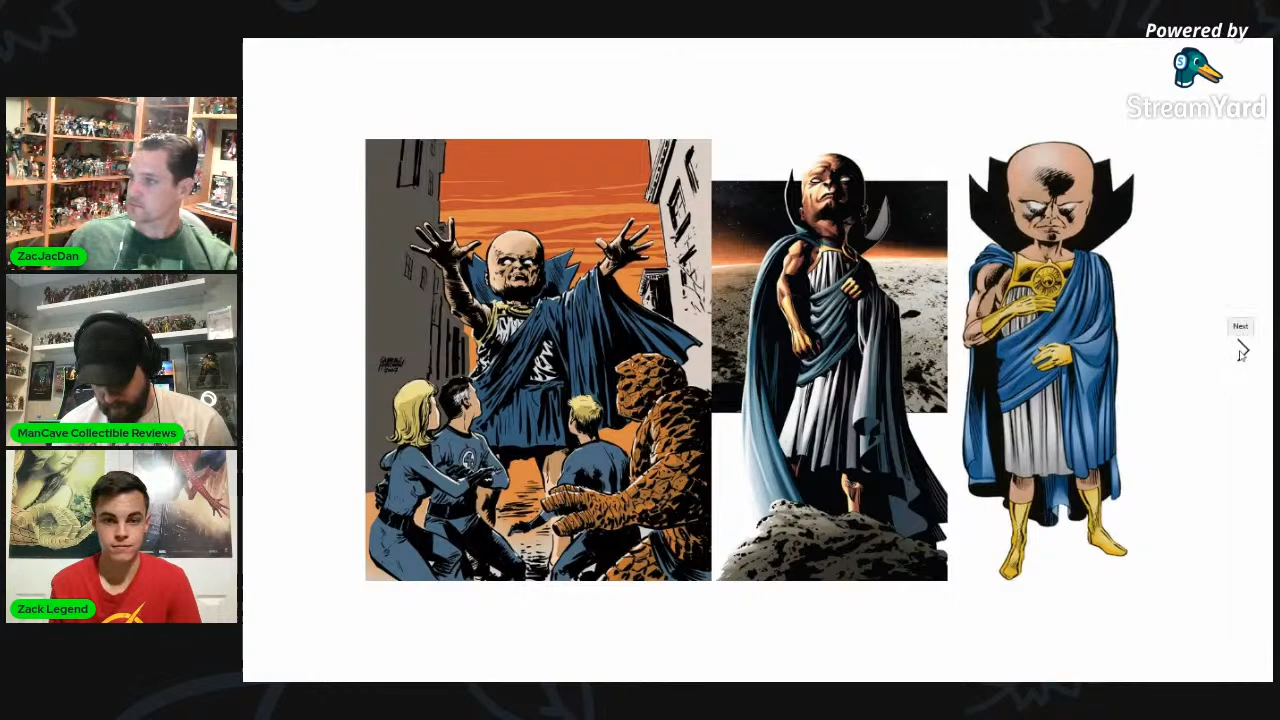 Powered by
S
StreamYard
ZacJacDan
ManCave Collectible Reviews
Zack Legend
Next